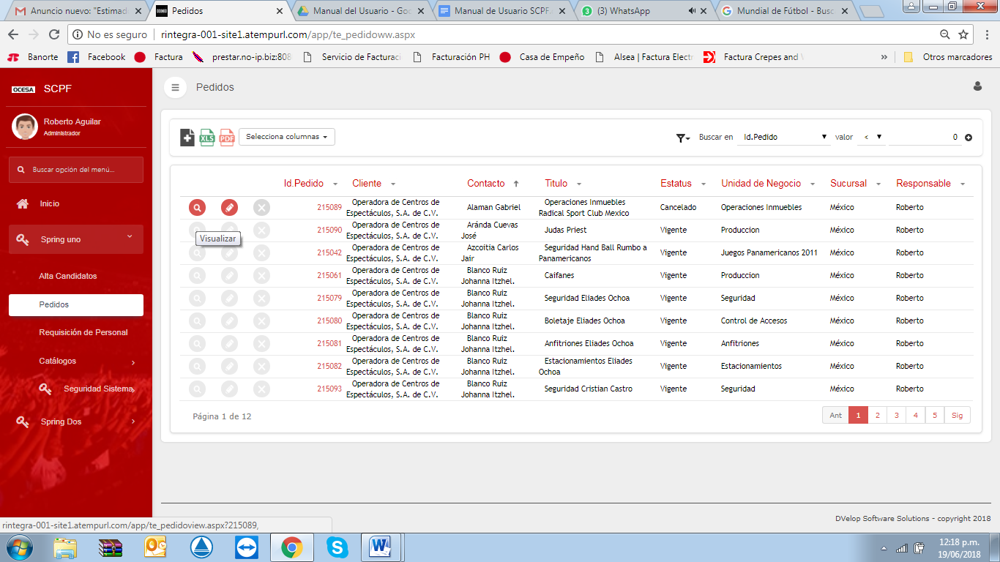 Anuncio nuevo: "Estimad
Pedidos
Manual del Usuario - Goo
Manual de Usuario SCPF
(3) WhatsApp
Mundial de Fútbol - Busc
No es seguro
rintegra-001-site1.atempurl.com/app/te_pedidoww.aspx
Banorte
Facebook
Factura
prestar.no-ip.biz:808
Servicio de Facturaci
Facturación PH
Casa de Empeño
Alsea | Factura Electr
Factura Crepes and
»
Otros marcadores
OCESA SCPF
Pedidos
Roberto Aguilar
Administrador
Buscar opción del menú...
Inicio
Spring uno
Alta Candidatos
Pedidos
Requisición de Personal
Catálogos
Seguridad Sistema
Spring Dos
XLS
PDF
Selecciona columnas
Buscar en Id.Pedido valor < 0
Id.Pedido Cliente Contacto Titulo Estatus Unidad de Negocio Sucursal Responsable
215089 Operadora de Centros de Espectáculos, S.A. de C.V. Alaman Gabriel Operaciones Inmuebles Radical Sport Club Mexico Cancelado Operaciones Inmuebles México Roberto
215090 Operadora de Centros de Espectáculos, S.A. de C.V. Aránda Cuevas José Judas Priest Vigente Produccion México Roberto
Visualizar
215042 Operadora de Centros de Espectáculos, S.A. de C.V. Azcoitia Carlos Jair Seguridad Hand Ball Rumbo a Panamericanos Vigente Juegos Panamericanos 2011 México Roberto
215061 Operadora de Centros de Espectáculos, S.A. de C.V. Blanco Ruiz Johanna Itzhel. Caifanes Vigente Produccion México Roberto
215079 Operadora de Centros de Espectáculos, S.A. de C.V. Blanco Ruiz Johanna Itzhel. Seguridad Eliades Ochoa Vigente Seguridad México Roberto
215080 Operadora de Centros de Espectáculos, S.A. de C.V. Blanco Ruiz Johanna Itzhel. Boletaje Eliades Ochoa Vigente Control de Accesos México Roberto
215081 Operadora de Centros de Espectáculos, S.A. de C.V. Blanco Ruiz Johanna Itzhel. Anfitriones Eliades Ochoa Vigente Anfitriones México Roberto
215082 Operadora de Centros de Espectáculos, S.A. de C.V. Blanco Ruiz Johanna Itzhel. Estacionamientos Eliades Ochoa Vigente Estacionamientos México Roberto
215093 Operadora de Centros de Espectáculos, S.A. de C.V. Blanco Ruiz Johanna Itzhel. Seguridad Cristian Castro Vigente Seguridad México Roberto
Página 1 de 12
Ant 1 2 3 4 5 Sig
DVelop Software Solutions - copyright 2018
rintegra-001-site1.atempurl.com/app/te_pedidoview.aspx?215089,
12:18 p.m.
19/06/2018